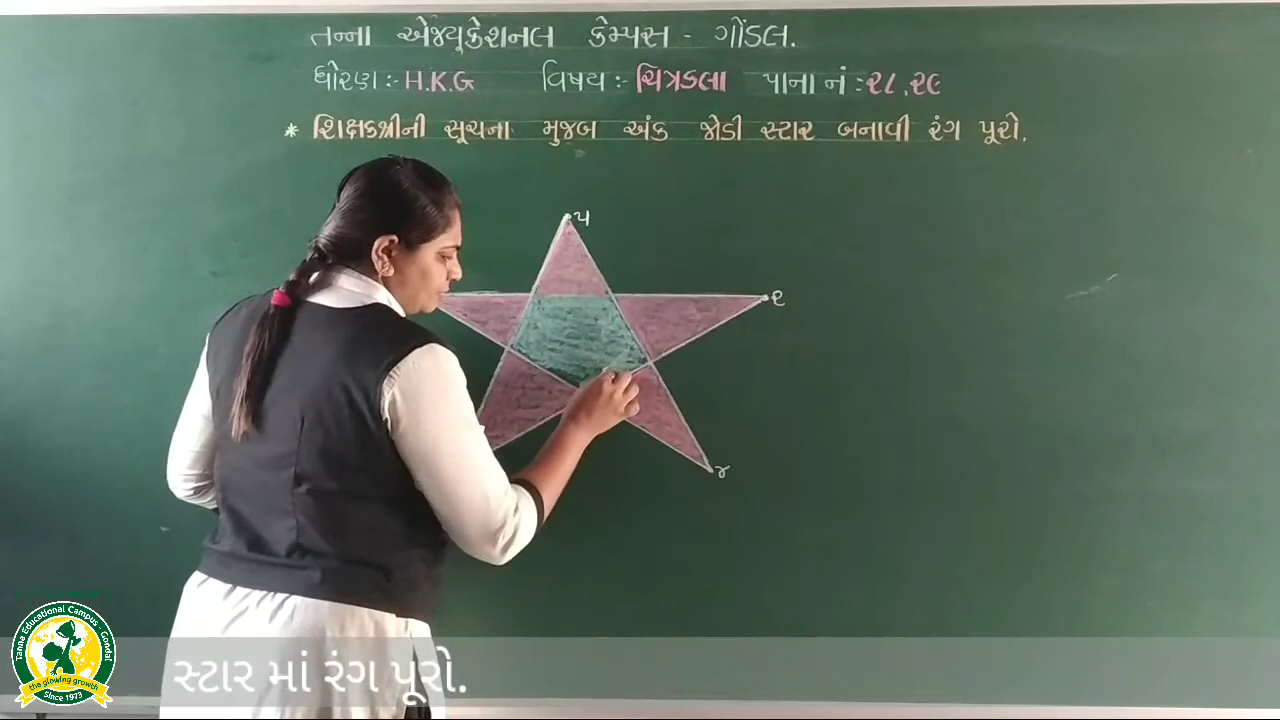 તન્ના એજ્યુકેશનલ કેમ્પસ - ગોંડલ.
ધોરણ :- H.K.G વિષય :- ચિત્રકલા પાના નં :- ૨૮,૨૯
* શિક્ષકશ્રીની સૂચના મુજબ અંક જોડી સ્ટાર બનાવી રંગ પૂરો.
૫
૨
૪
Tanna Educational Campus - Gondal
the glowing growth
Since 1973
સ્ટાર માં રંગ પૂરો.